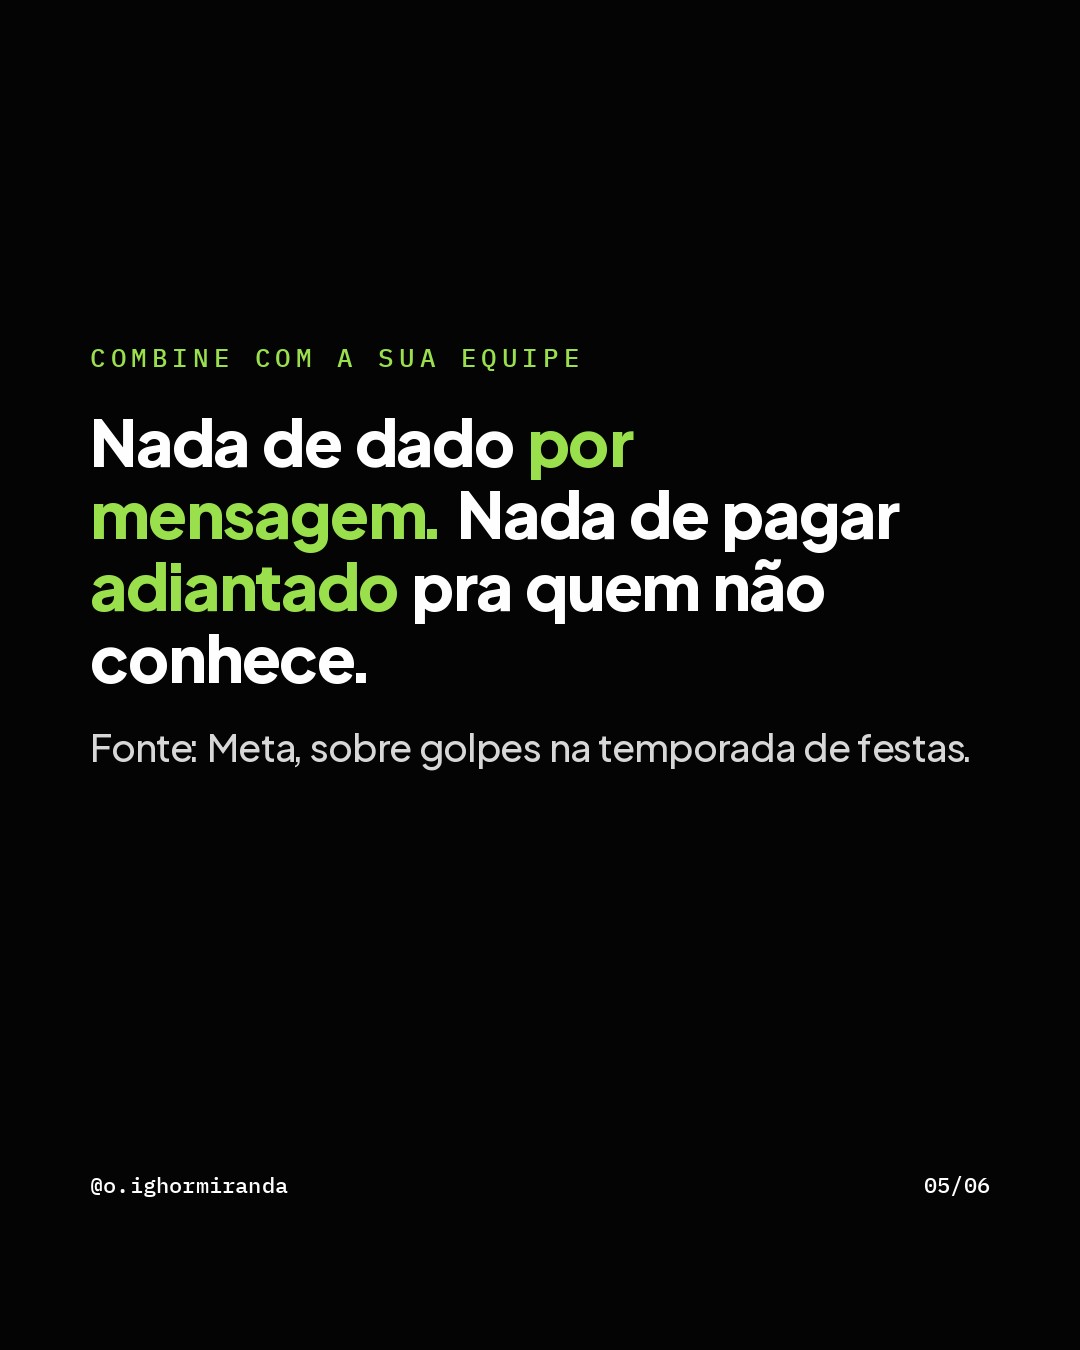 COMBINE COM A SUA EQUIPE
Nada de dado por
mensagem. Nada de pagar
adiantado pra quem não
conhece.
Fonte: Meta, sobre golpes na temporada de festas.
@o.ighormiranda
05/06